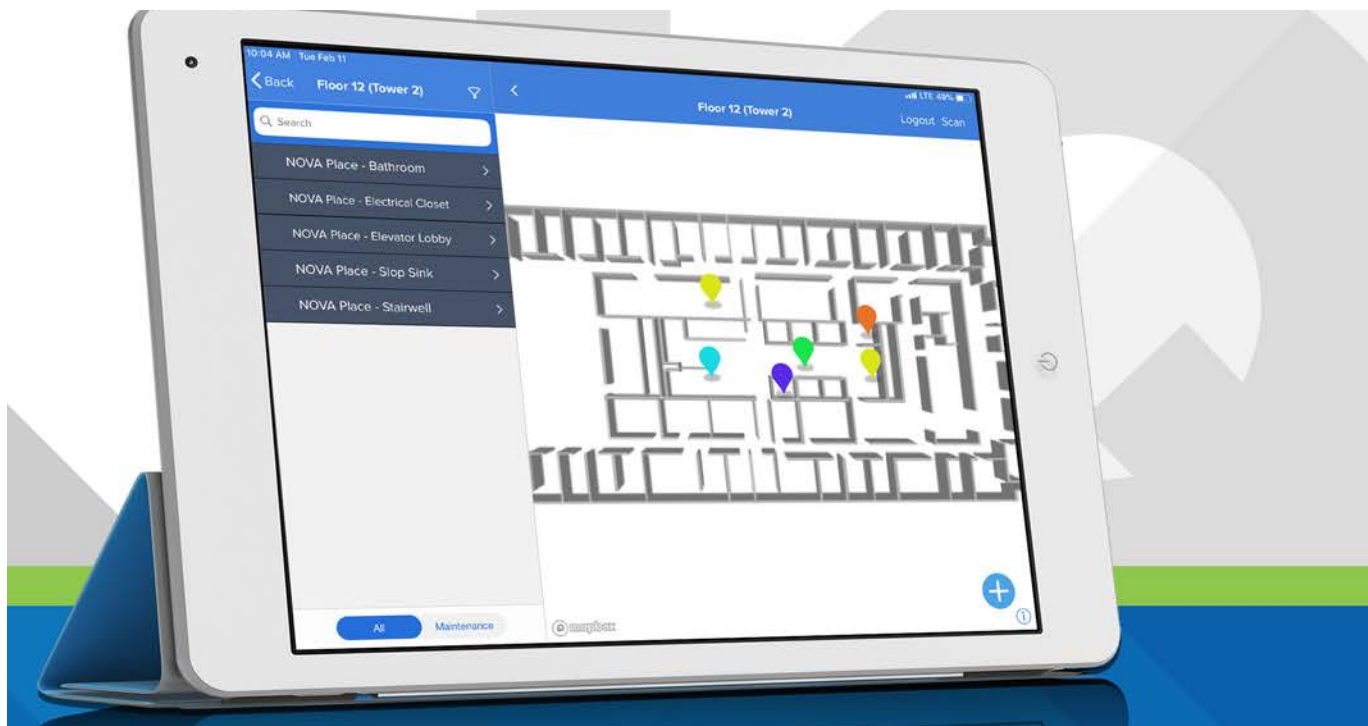 10:04 AM Tue Feb 11
LTE 49%
Back
Floor 12 (Tower 2)
Floor 12 (Tower 2)
Logout Scan
Search
NOVA Place - Bathroom
NOVA Place - Electrical Closet
NOVA Place - Elevator Lobby
NOVA Place - Slop Sink
NOVA Place - Stairwell
All
Maintenance
mapbox